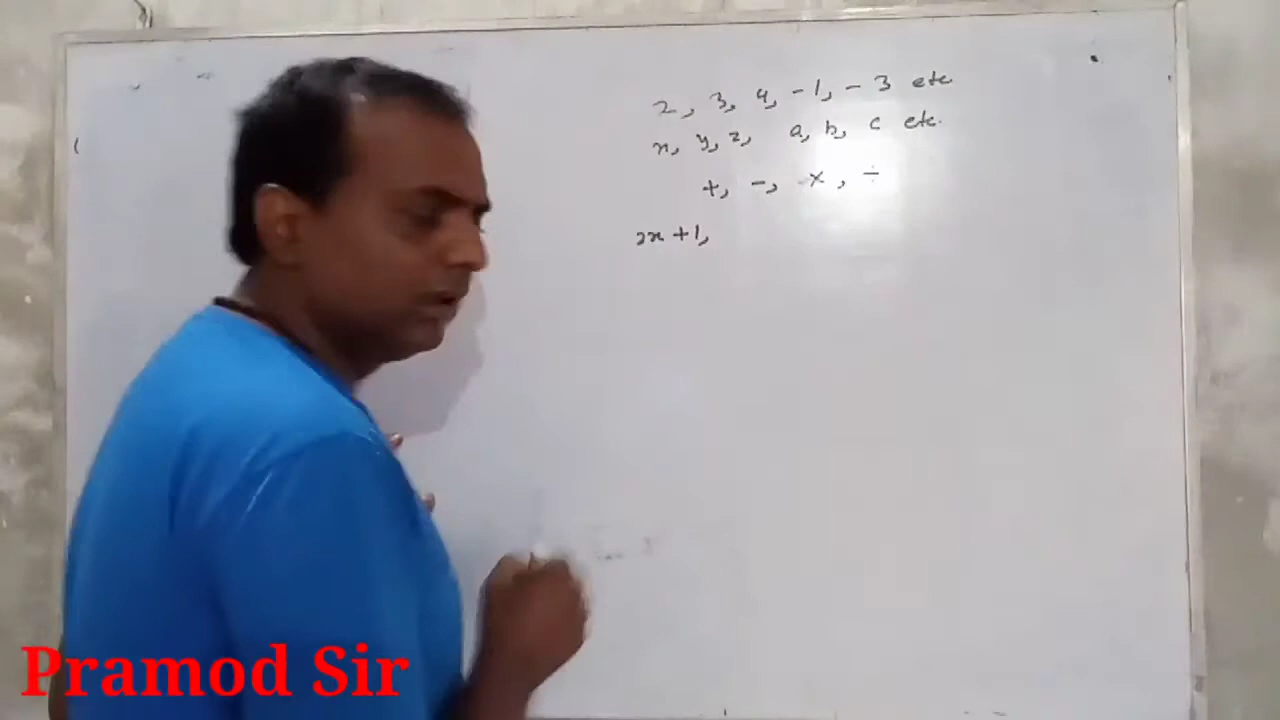 2, 3, 4, -1, -3 etc
x, y, z, a, b, c etc.
+, -, ×, ÷
2x+1,
Pramod Sir